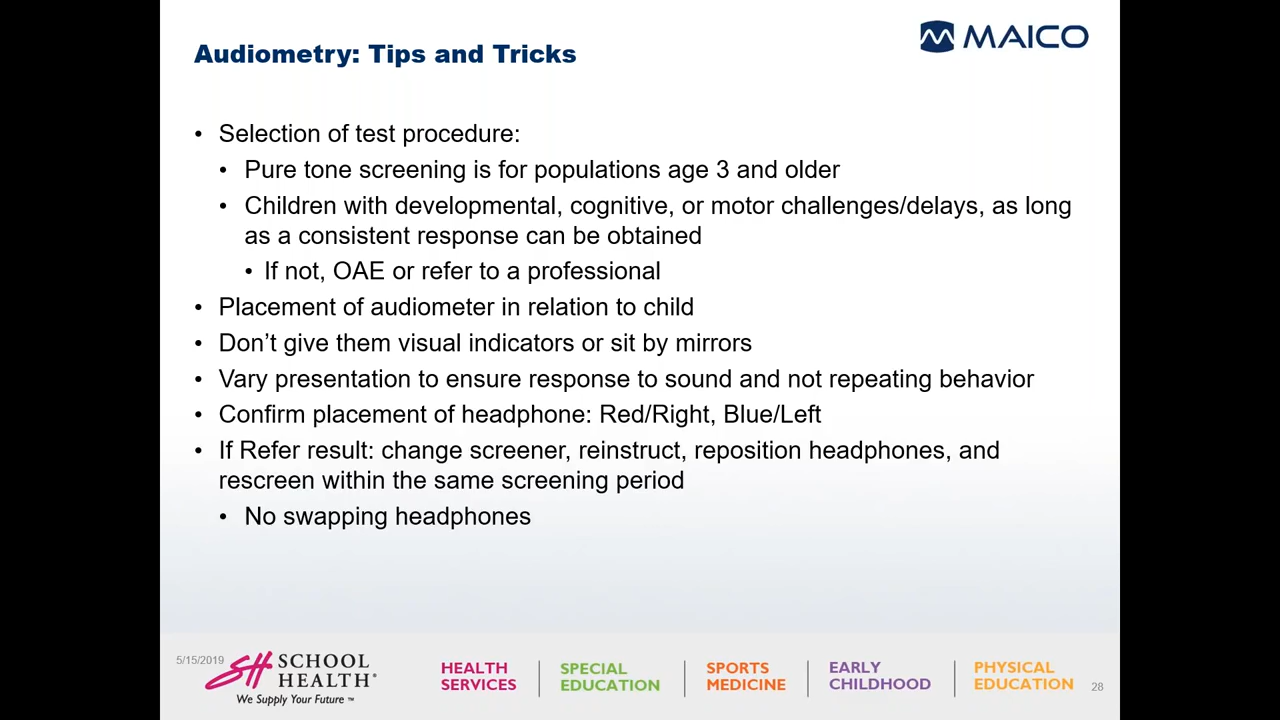 MAICO
Audiometry: Tips and Tricks
• Selection of test procedure:
• Pure tone screening is for populations age 3 and older
• Children with developmental, cognitive, or motor challenges/delays, as long
as a consistent response can be obtained
• If not, OAE or refer to a professional
• Placement of audiometer in relation to child
• Don’t give them visual indicators or sit by mirrors
• Vary presentation to ensure response to sound and not repeating behavior
• Confirm placement of headphone: Red/Right, Blue/Left
• If Refer result: change screener, reinstruct, reposition headphones, and
rescreen within the same screening period
• No swapping headphones
5/15/2019
SH SCHOOL
HEALTH®
We Supply Your Future™
HEALTH
SERVICES
SPECIAL
EDUCATION
SPORTS
MEDICINE
EARLY
CHILDHOOD
PHYSICAL
EDUCATION
28